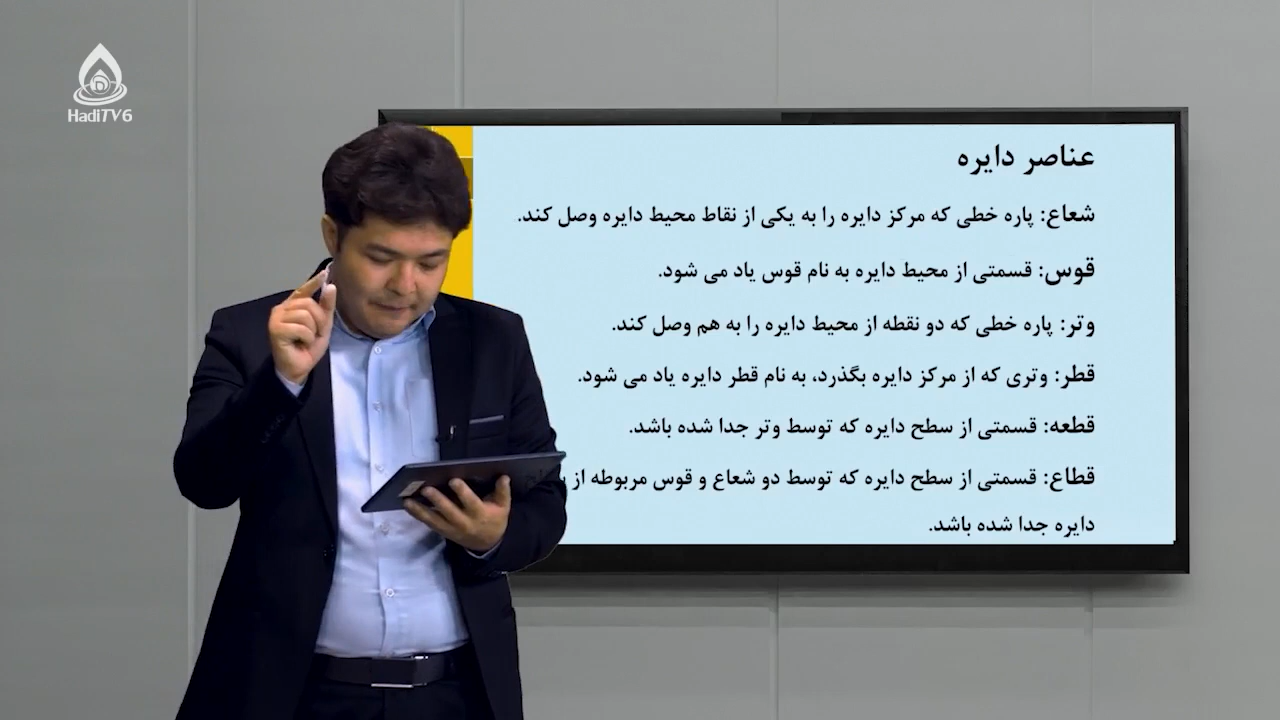 HadiTV6
عناصر دایره
شعاع: پاره خطی که مرکز دایره را به یکی از نقاط محیط دایره وصل کند.
قوس: قسمتی از محیط دایره به نام قوس یاد می شود.
وتر: پاره خطی که دو نقطه از محیط دایره را به هم وصل کند.
قطر: وتری که از مرکز دایره بگذرد، به نام قطر دایره یاد می شود.
قطعه: قسمتی از سطح دایره که توسط وتر جدا شده باشد.
قطاع: قسمتی از سطح دایره که توسط دو شعاع و قوس مربوطه از
دایره جدا شده باشد.